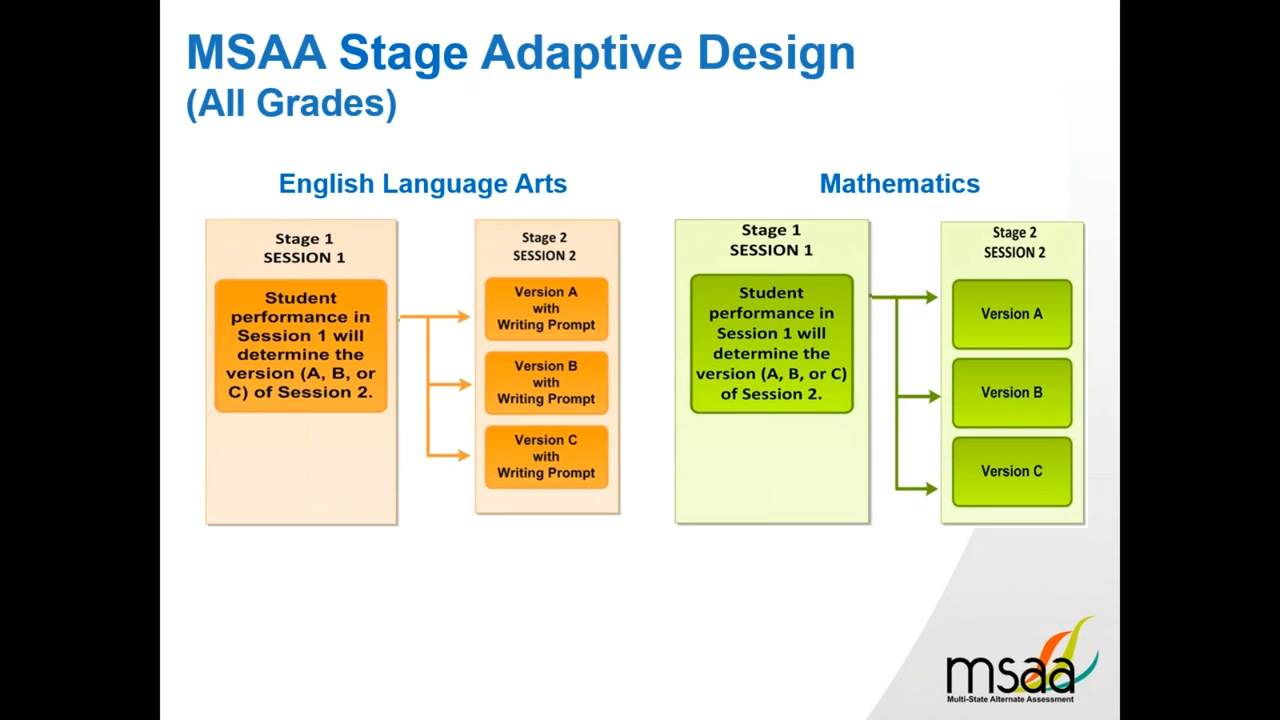 MSAA Stage Adaptive Design
(All Grades)
English Language Arts
Stage 1
SESSION 1
Student
performance in
Session 1 will
determine the
version (A, B, or
C) of Session 2.
Stage 2
SESSION 2
Version A
with
Writing Prompt
Version B
with
Writing Prompt
Version C
with
Writing Prompt
Mathematics
Stage 1
SESSION 1
Student
performance in
Session 1 will
determine the
version (A, B, or C)
of Session 2.
Stage 2
SESSION 2
Version A
Version B
Version C
msaa
Multi-State Alternate Assessment